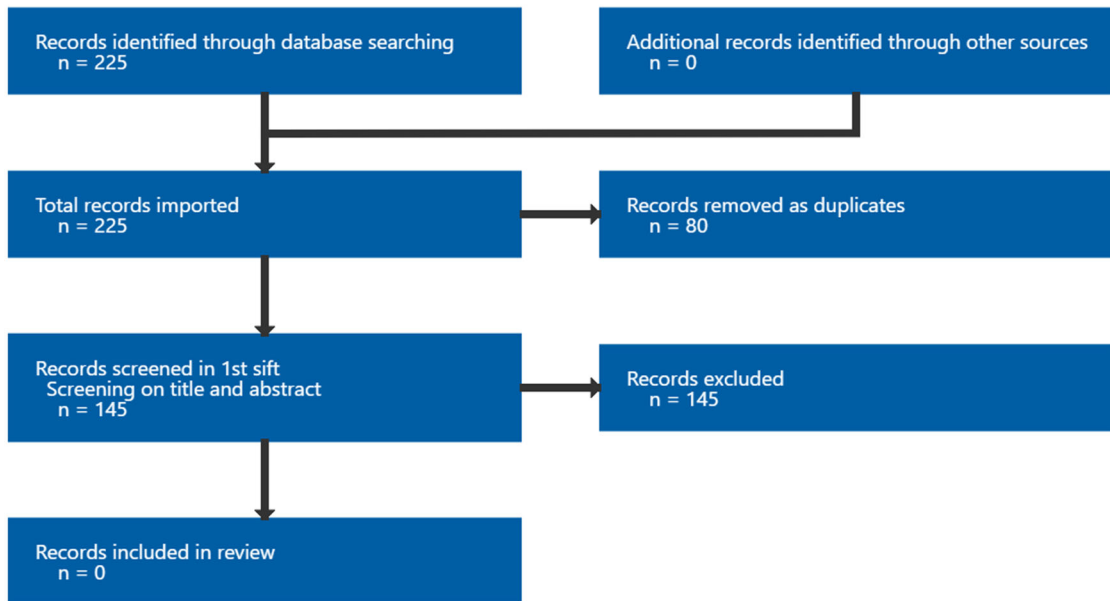 Records identified through database searching
n = 225
Additional records identified through other sources
n = 0
Total records imported
n = 225
Records removed as duplicates
n = 80
Records screened in 1st sift
Screening on title and abstract
n = 145
Records excluded
n = 145
Records included in review
n = 0